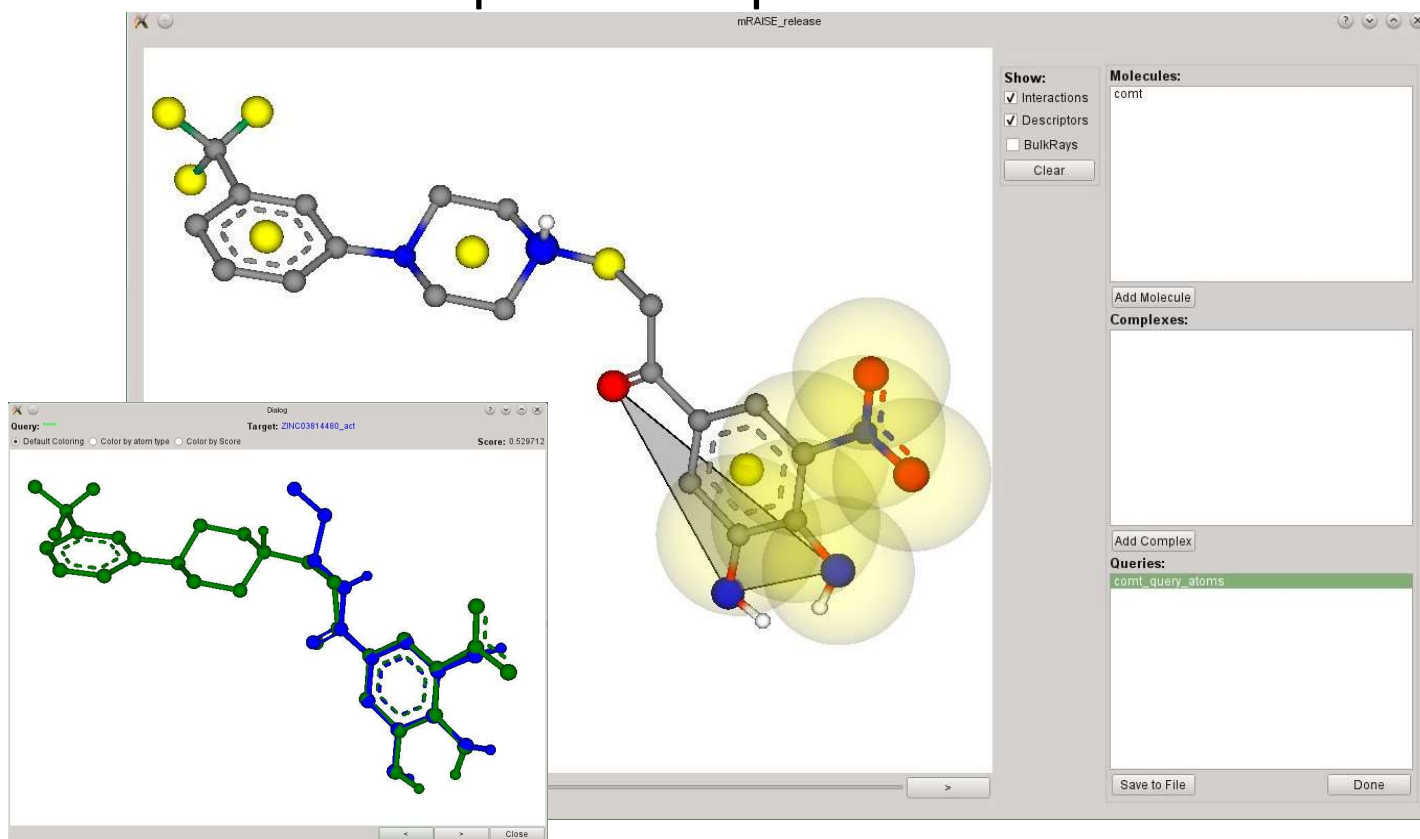 mRAISE_release
Show:
Interactions
Descriptors
BulkRays
Clear
Molecules:
comt
Add Molecule
Complexes:
Add Complex
Queries:
comt_query_atoms
Save to File
Done
>
Dialog
Query: ****
Target: ZINC03814480_act
Default Coloring
Color by atom type
Color by Score
Score: 0.529712
<
>
Close